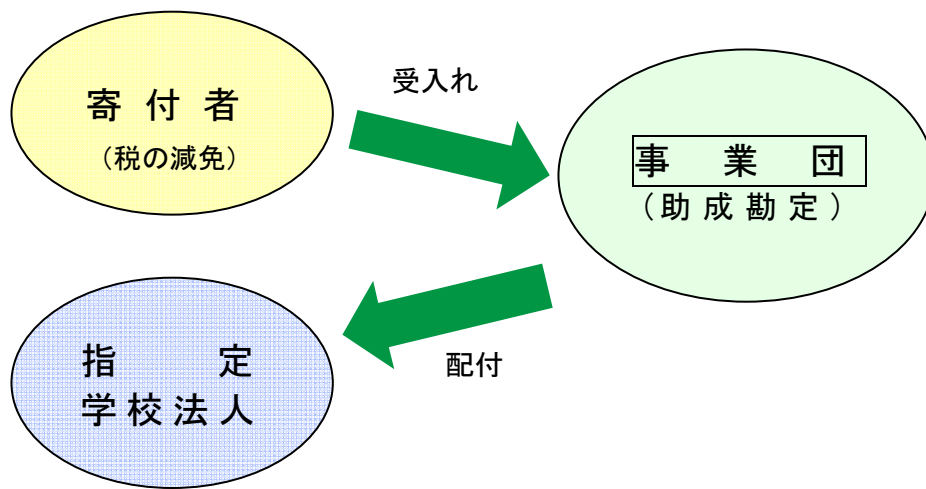 寄付者
（税の減免）
受入れ
事業団
（助成勘定）
指定
学校法人
配付